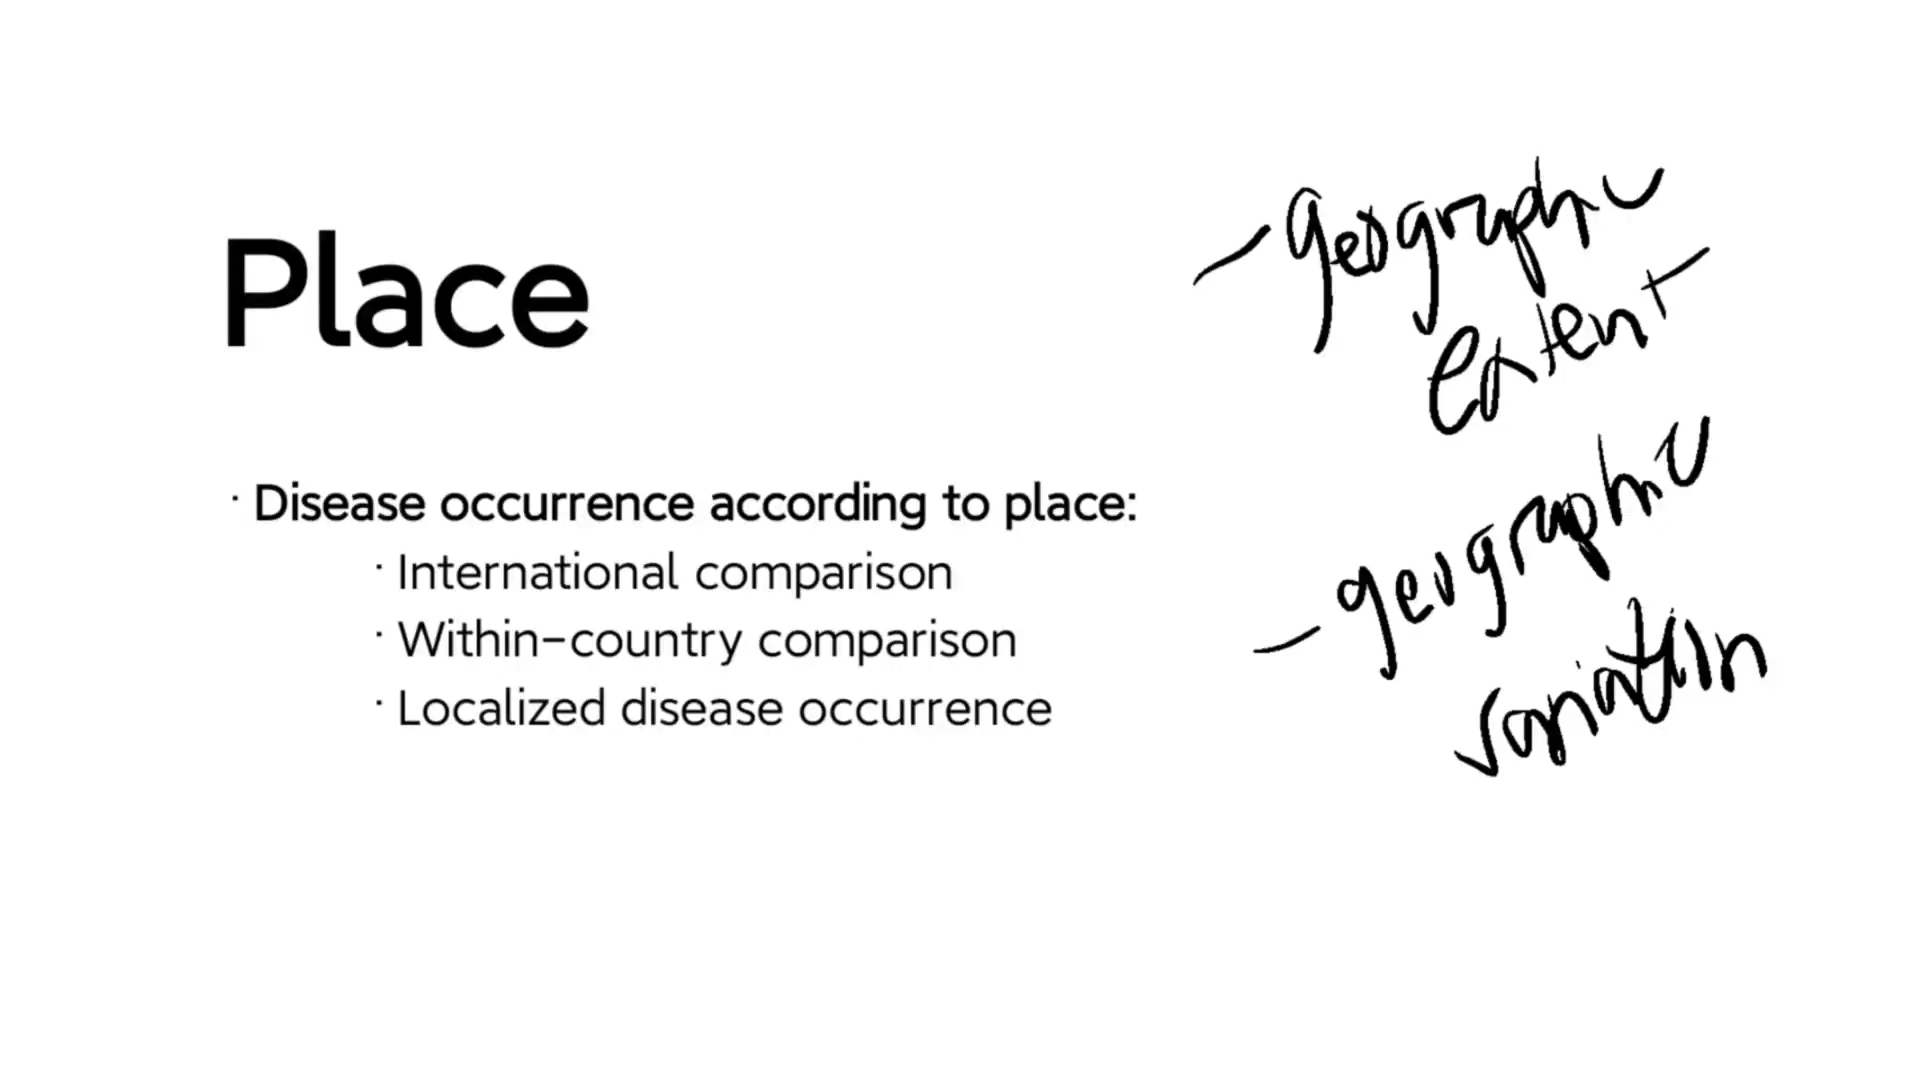 Place
· Disease occurrence according to place:
· International comparison
· Within-country comparison
· Localized disease occurrence
- geographic
extent
- geographic
variation